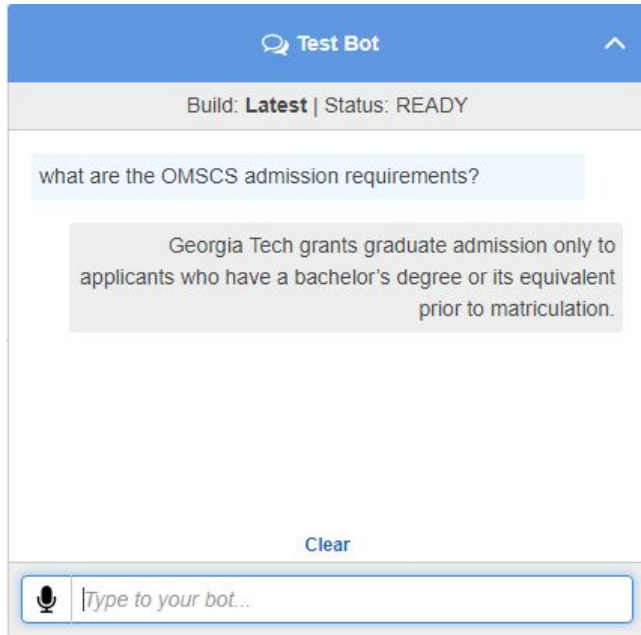 Test Bot
Build: Latest | Status: READY
what are the OMSCS admission requirements?
Georgia Tech grants graduate admission only to
applicants who have a bachelor’s degree or its equivalent
prior to matriculation.
Clear
Type to your bot...